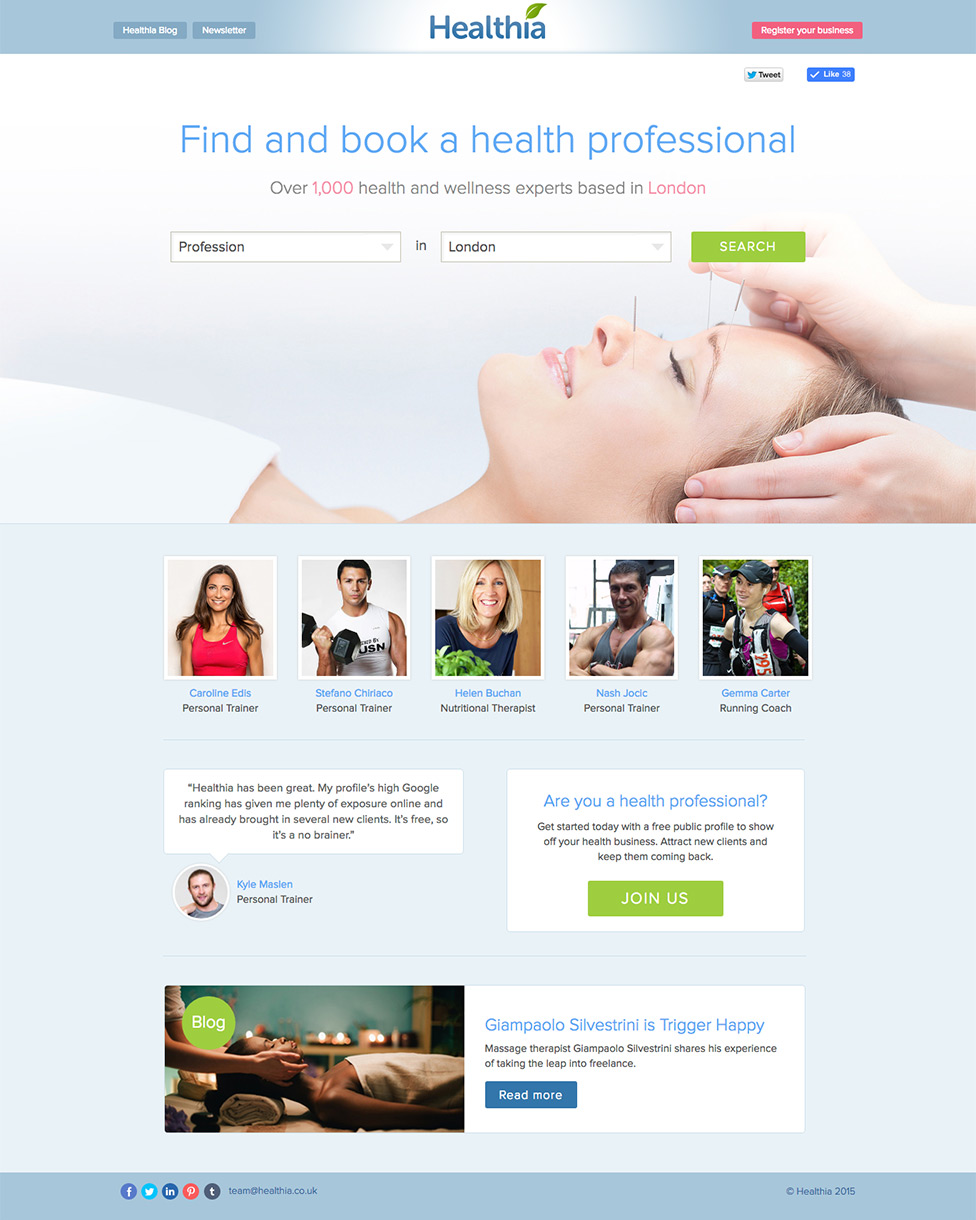 Healthia Blog Newsletter Healthia Register your business
Tweet Like 38
Find and book a health professional
Over 1,000 health and wellness experts based in London
Profession in London SEARCH
USN
295
Caroline Edis
Personal Trainer
Stefano Chiriaco
Personal Trainer
Helen Buchan
Nutritional Therapist
Nash Jocic
Personal Trainer
Gemma Carter
Running Coach
“Healthia has been great. My profile's high Google
ranking has given me plenty of exposure online and
has already brought in several new clients. It's free, so
it's a no brainer.”
Kyle Maslen
Personal Trainer
Are you a health professional?
Get started today with a free public profile to show
off your health business. Attract new clients and
keep them coming back.
JOIN US
Blog
Giampaolo Silvestrini is Trigger Happy
Massage therapist Giampaolo Silvestrini shares his experience
of taking the leap into freelance.
Read more
team@healthia.co.uk © Healthia 2015